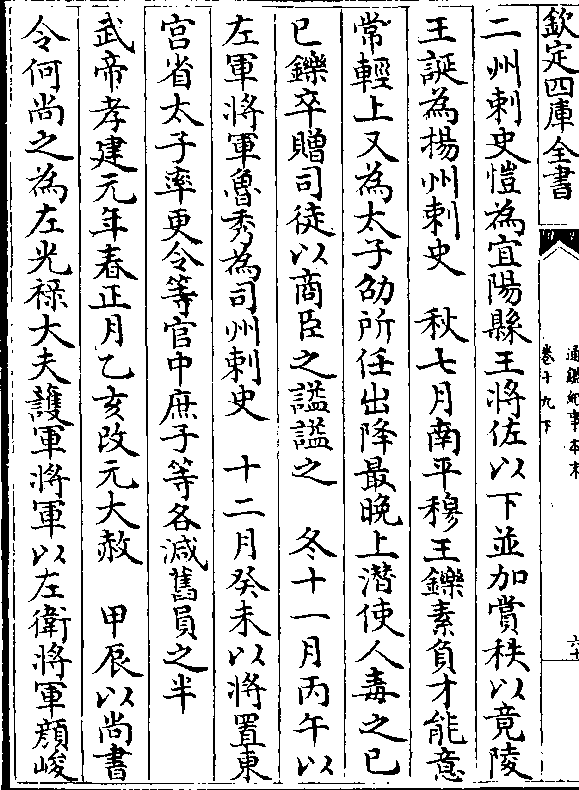 欽定四庫全書
通鑑紀事本末
卷十九下
六十
二州刺史愷為宜陽縣王將佐以下並加賞秩以竟陵
王誕為揚州刺史　秋七月南平穆王鑠素負才能意
常輕上又為太子劭所任出降最晚上潛使人毒之己
巳鑠卒贈司徒以商臣之諡諡之　冬十一月丙午以
左軍將軍魯秀為司州刺史　十二月癸未以將置東
宫省太子率更令等官中庶子等各減舊員之半
武帝孝建元年春正月乙亥改元大赦　甲辰以尚書
令何尚之為左光禄大夫護軍將軍以左衛將軍顔峻